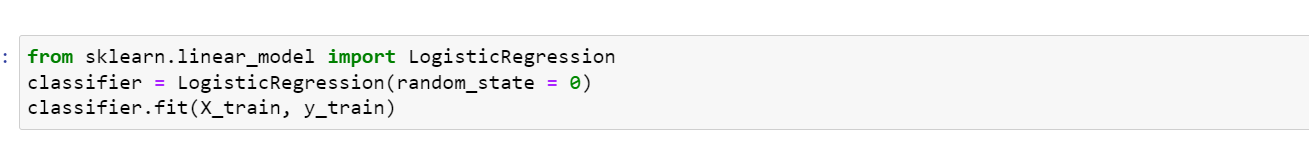 :
from sklearn.linear_model import LogisticRegression
classifier = LogisticRegression(random_state = 0)
classifier.fit(X_train, y_train)